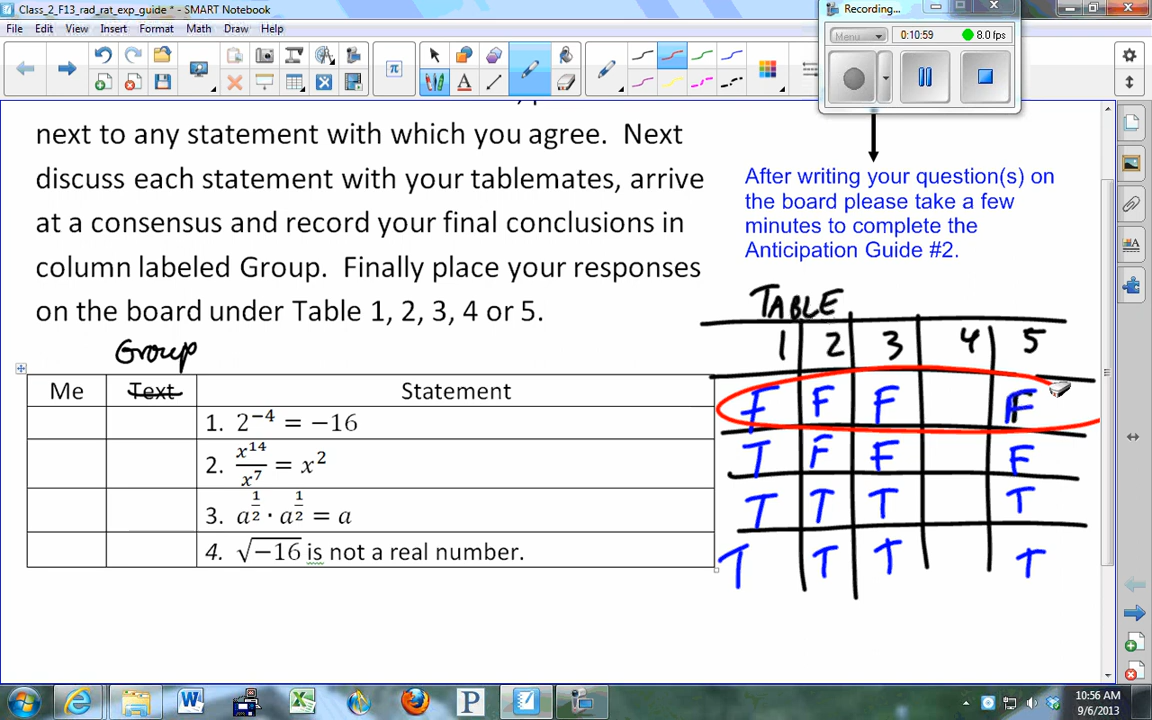 Class_2_F13_rad_rat_exp_guide * - SMART Notebook
Recording...
File Edit View Insert Format Math Draw Help
Menu
0:10:59
8.0 fps
next to any statement with which you agree. Next
discuss each statement with your tablemates, arrive
at a consensus and record your final conclusions in
column labeled Group. Finally place your responses
on the board under Table 1, 2, 3, 4 or 5.
After writing your question(s) on
the board please take a few
minutes to complete the
Anticipation Guide #2.
Group
Me Text Statement
1. 2⁻⁴ = −16
2. x¹⁴/x⁷ = x²
3. a^(1/2) · a^(1/2) = a
4. √−16 is not a real number.
TABLE
1 2 3 4 5
F F F F
T F F F
T T T T
T T T T
10:56 AM
9/6/2013